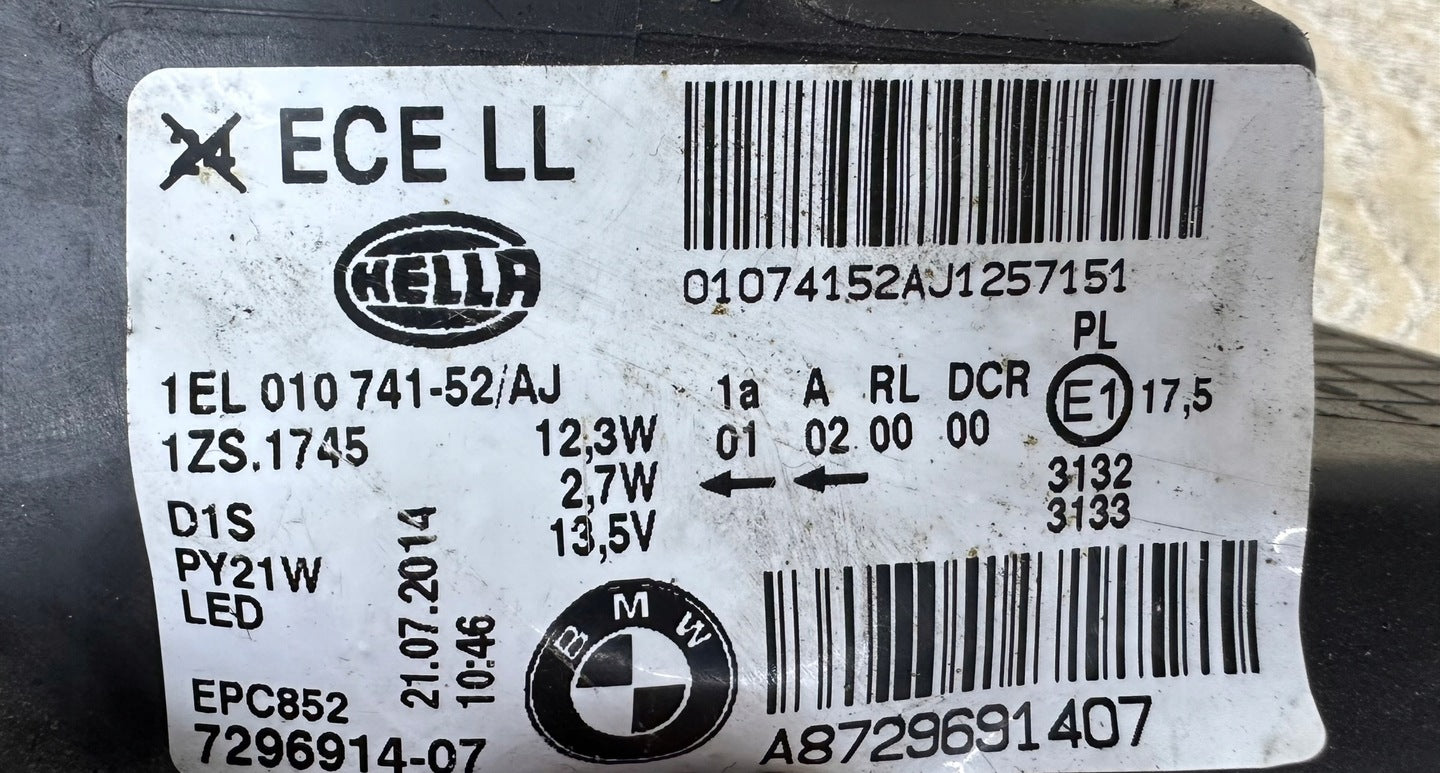 24 ECE LL
HELLA
01074152AJ1257151
PL
1EL 010 741-52/AJ
1a A RL DCR E1 17,5
1ZS.1745 12,3W 01 02 00 00
2,7W 3132
D1S 13,5V 3133
PY21W
LED
21.07.2014
10:46
BMW
EPC852
7296914-07
A8729691407